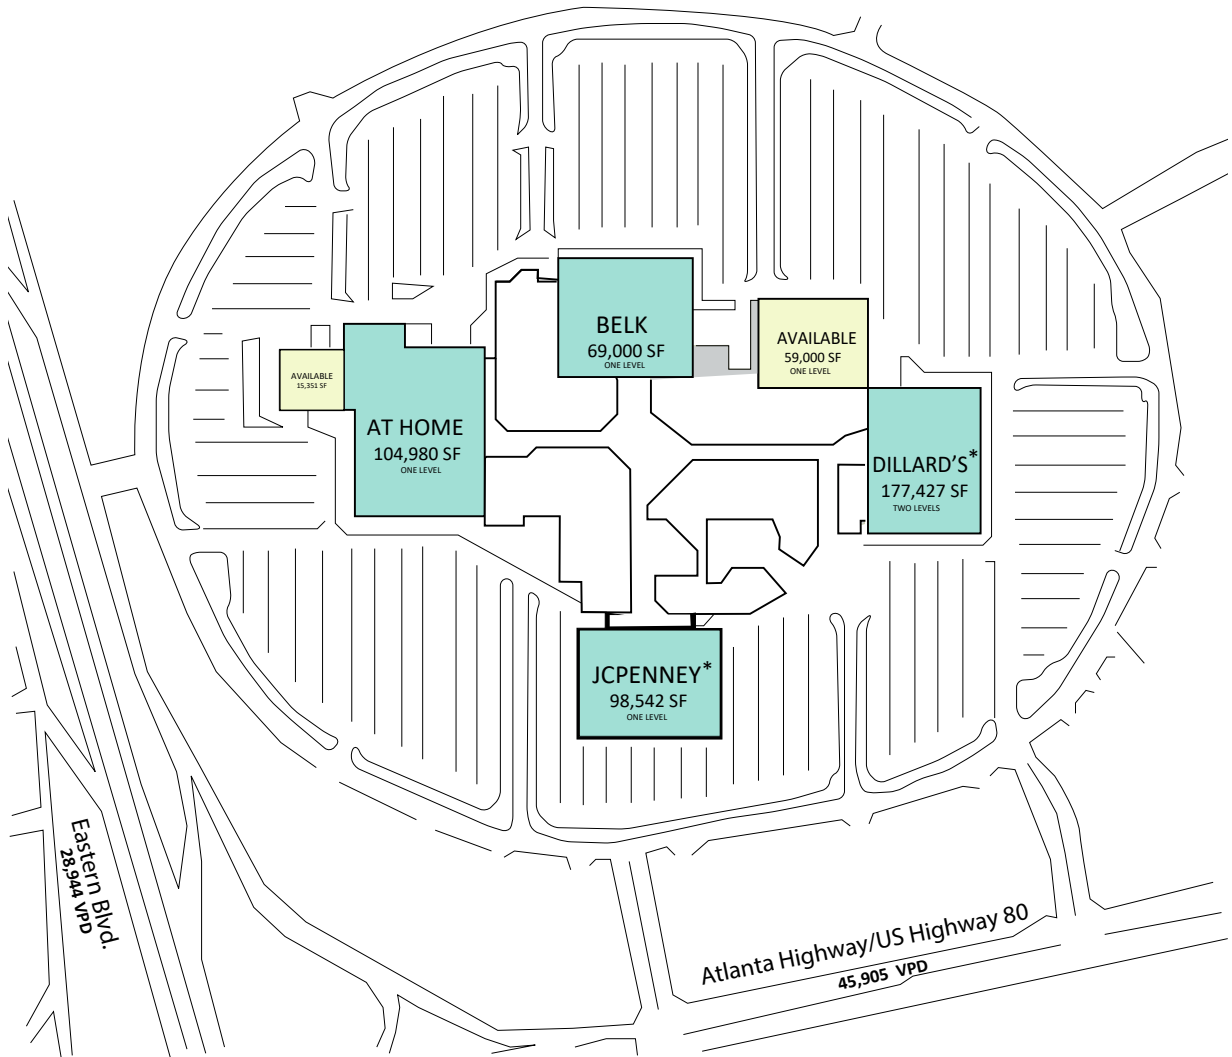 BELK
69,000 SF
ONE LEVEL
AVAILABLE
59,000 SF
ONE LEVEL
AVAILABLE
15,351 SF
AT HOME
104,980 SF
ONE LEVEL
DILLARD'S*
177,427 SF
TWO LEVELS
JCPENNEY*
98,542 SF
ONE LEVEL
Eastern Blvd.
28,944 VPD
Atlanta Highway/US Highway 80
45,905 VPD